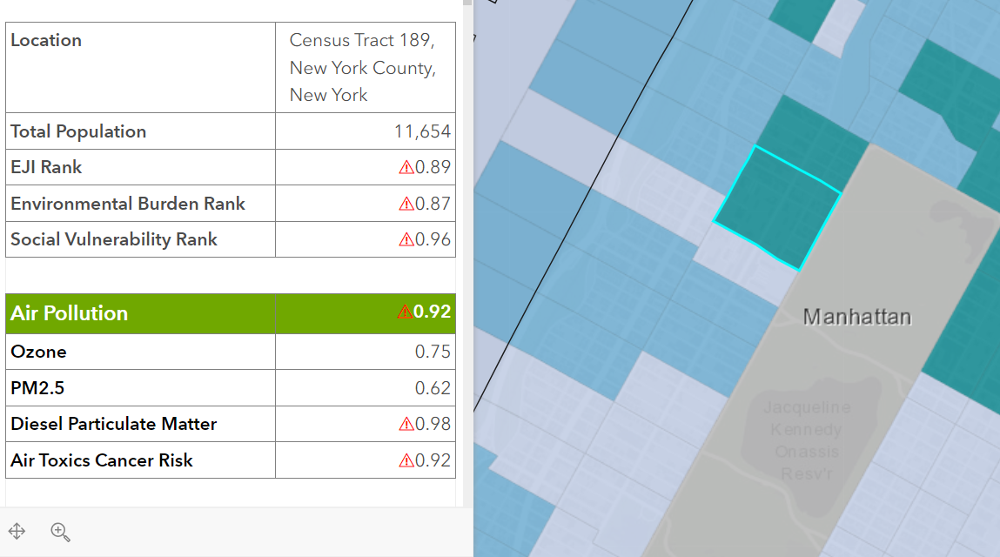 Location
Census Tract 189,
New York County,
New York
Total Population 11,654
EJI Rank 0.89
Environmental Burden Rank 0.87
Social Vulnerability Rank 0.96
Air Pollution 0.92
Ozone 0.75
PM2.5 0.62
Diesel Particulate Matter 0.98
Air Toxics Cancer Risk 0.92
Manhattan
Jacqueline
Kennedy
Onassis
Resv'r